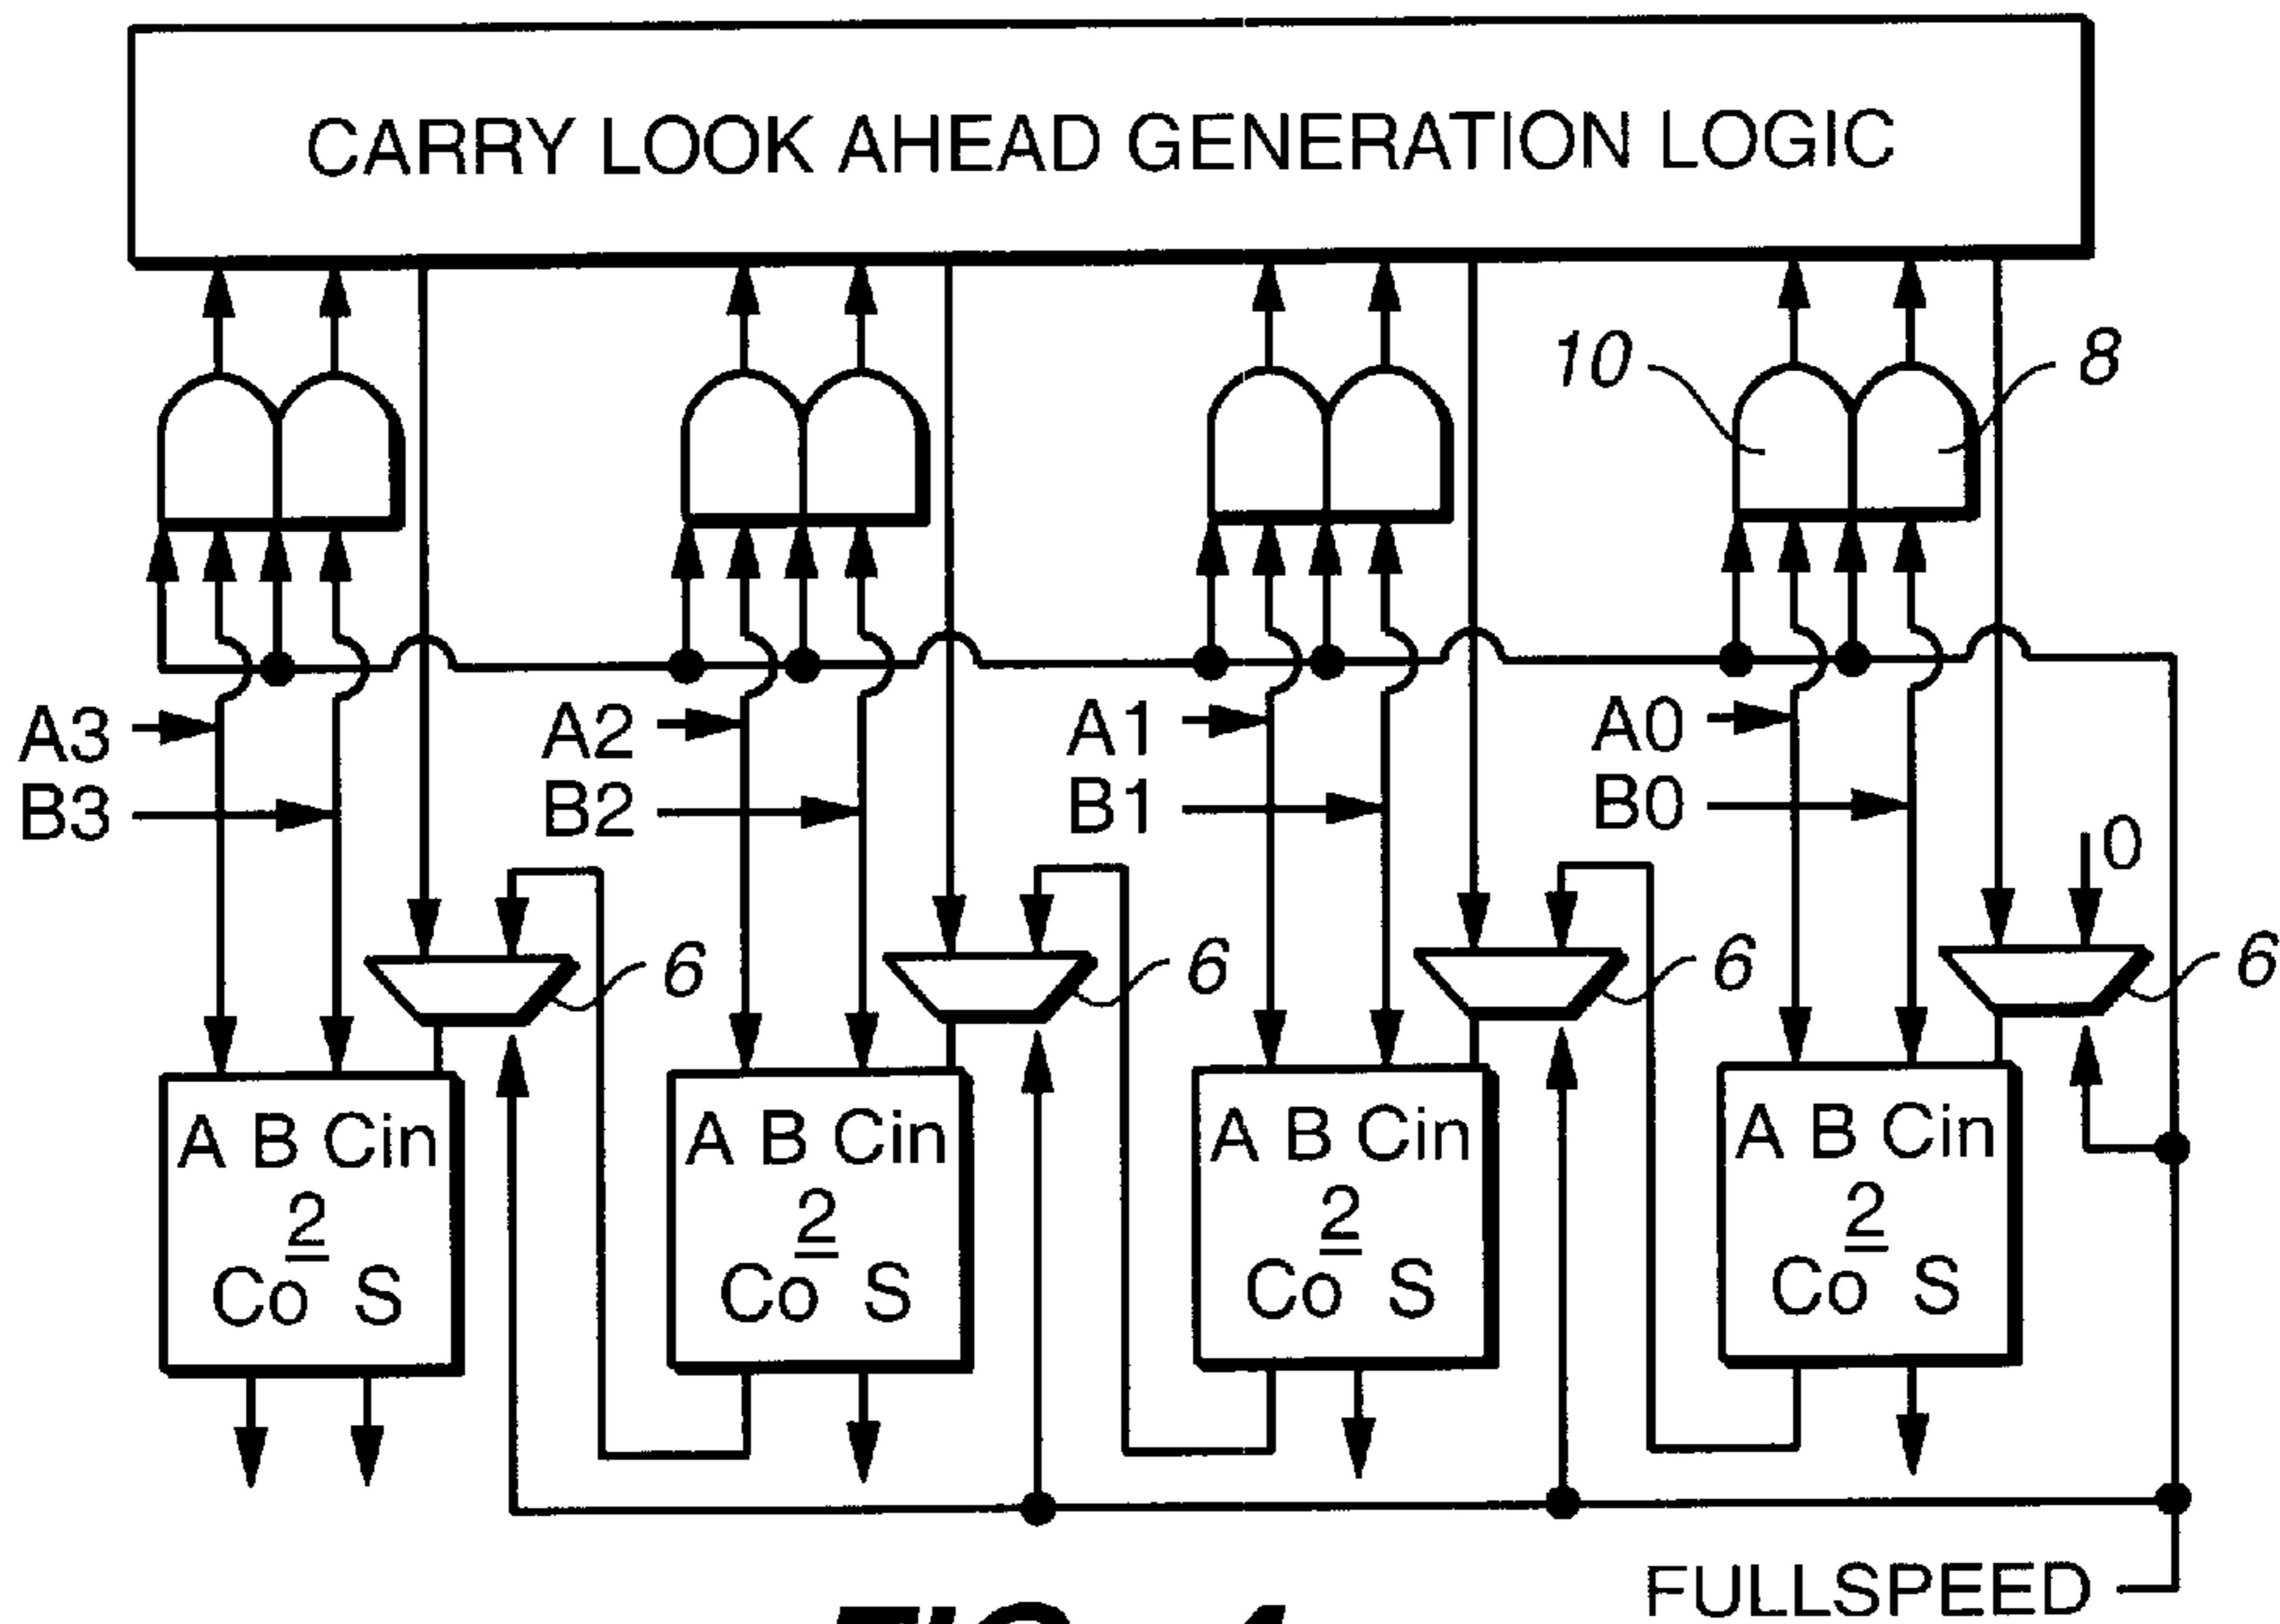 CARRY LOOK AHEAD GENERATION LOGIC
10 8
A3 A2 A1 A0
B3 B2 B1 B0
0
6 6 6 6
A B Cin A B Cin A B Cin A B Cin
2 2 2 2
Co S Co S Co S Co S
FULLSPEED